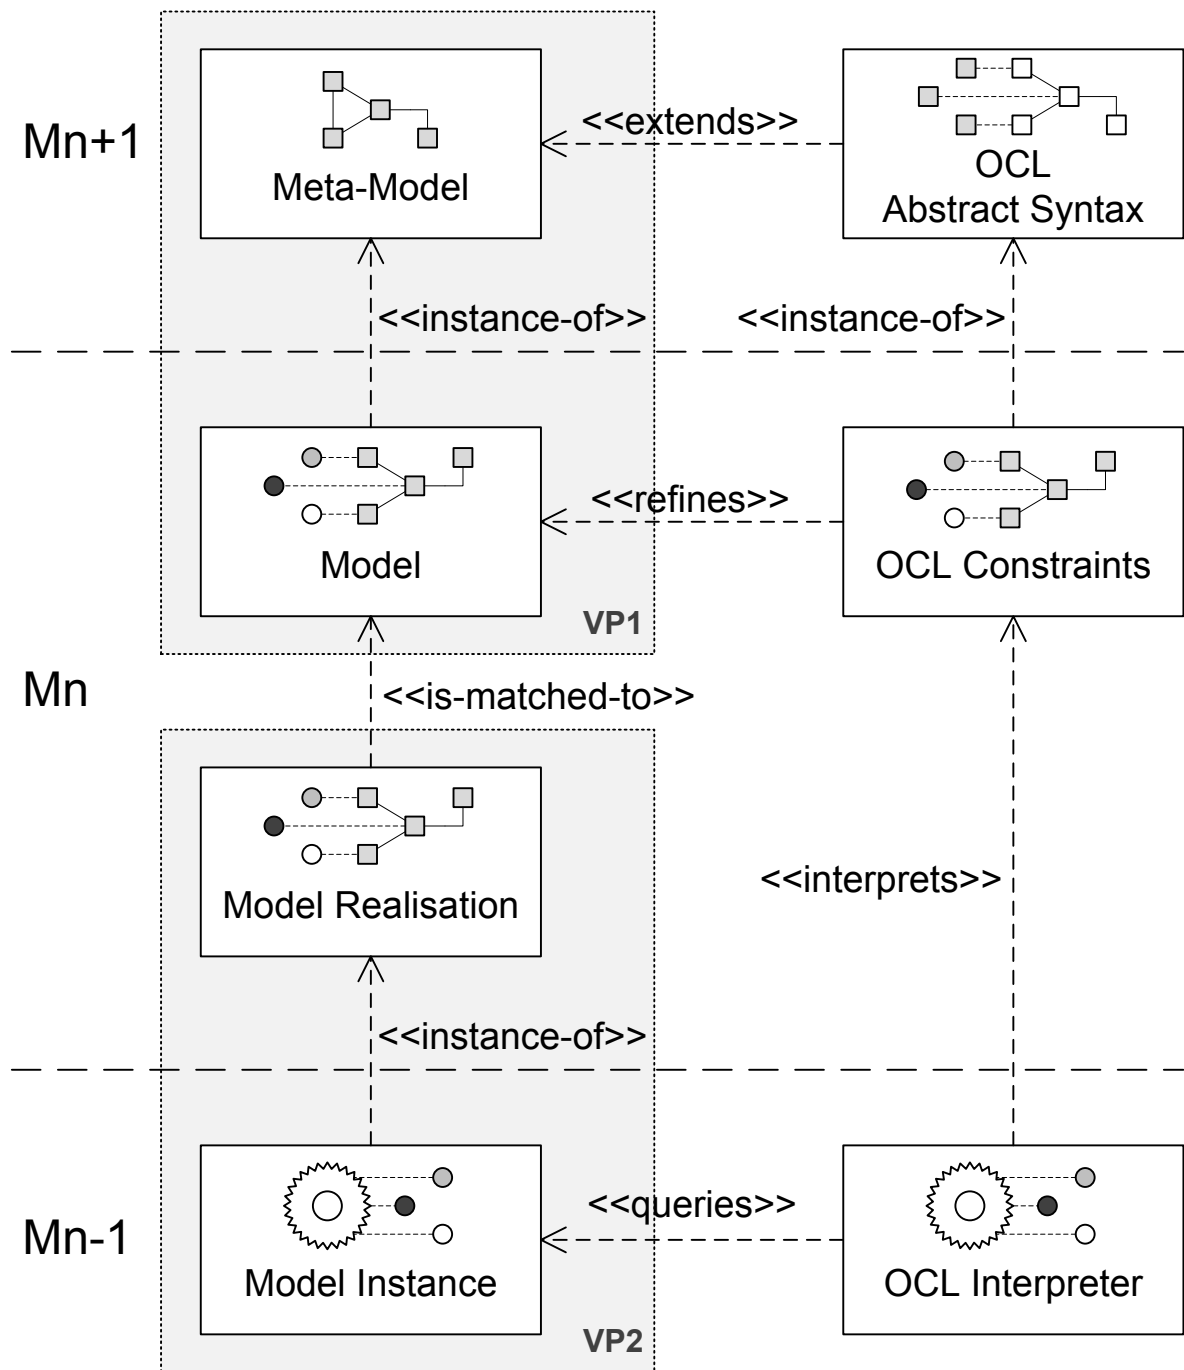 Mn+1
Meta-Model
<<extends>>
OCL
Abstract Syntax
<<instance-of>>
<<instance-of>>
Model
<<refines>>
OCL Constraints
VP1
Mn
<<is-matched-to>>
Model Realisation
<<interprets>>
<<instance-of>>
Mn-1
Model Instance
<<queries>>
OCL Interpreter
VP2